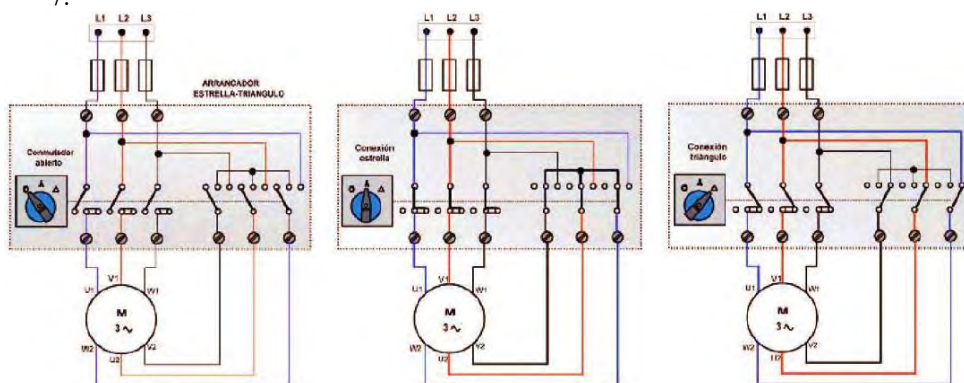 7.
L1 L2 L3
ARRANCADOR
ESTRELLA-TRIANGULO
Conmutador
abierto
U1
V1
W1
M
3 ~
W2
U2
V2
L1 L2 L3
Conexión
estrella
U1
V1
W1
M
3 ~
W2
U2
V2
L1 L2 L3
Conexión
triángulo
U1
V1
W1
M
3 ~
W2
U2
V2